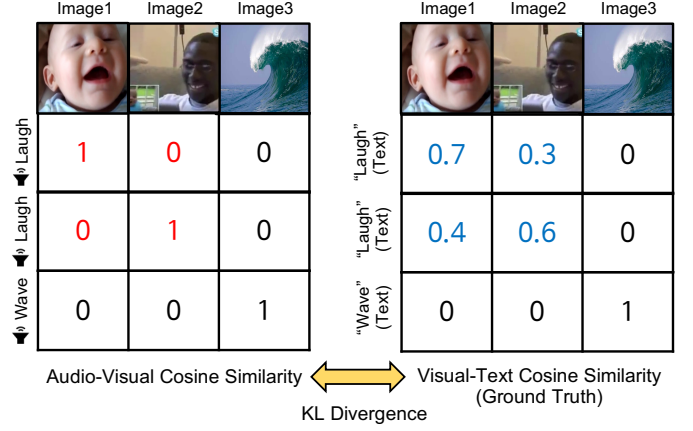 Image1 Image2 Image3
Laugh 1 0 0
Laugh 0 1 0
Wave 0 0 1
Audio-Visual Cosine Similarity
Image1 Image2 Image3
"Laugh" (Text) 0.7 0.3 0
"Laugh" (Text) 0.4 0.6 0
"Wave" (Text) 0 0 1
Visual-Text Cosine Similarity
(Ground Truth)
KL Divergence